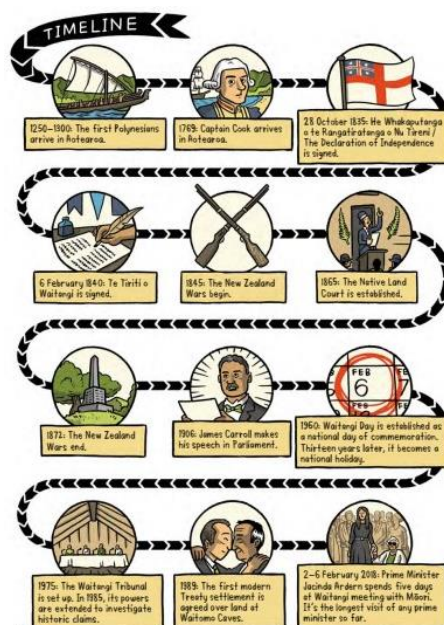 TIMELINE
1250–1300: The first Polynesians
arrive in Aotearoa.
1769: Captain Cook arrives
in Aotearoa.
28 October 1835: He Whakaputanga
o te Rangatiratanga o Nu Tireni /
The Declaration of Independence
is signed.
6 February 1840: Te Tiriti o
Waitangi is signed.
1845: The New Zealand
Wars begin.
1865: The Native Land
Court is established.
1872: The New Zealand
Wars end.
1906: James Carroll makes
his speech in Parliament.
FEB
6
FEB
7
1960: Waitangi Day is established as
a national day of commemoration.
Thirteen years later, it becomes a
national holiday.
1975: The Waitangi Tribunal
is set up. In 1985, its powers
are extended to investigate
historic claims.
1989: The first modern
Treaty settlement is
agreed over land at
Waitomo Caves.
2–6 February 2018: Prime Minister
Jacinda Ardern spends five days
at Waitangi meeting with Māori.
It's the longest visit of any prime
minister so far.